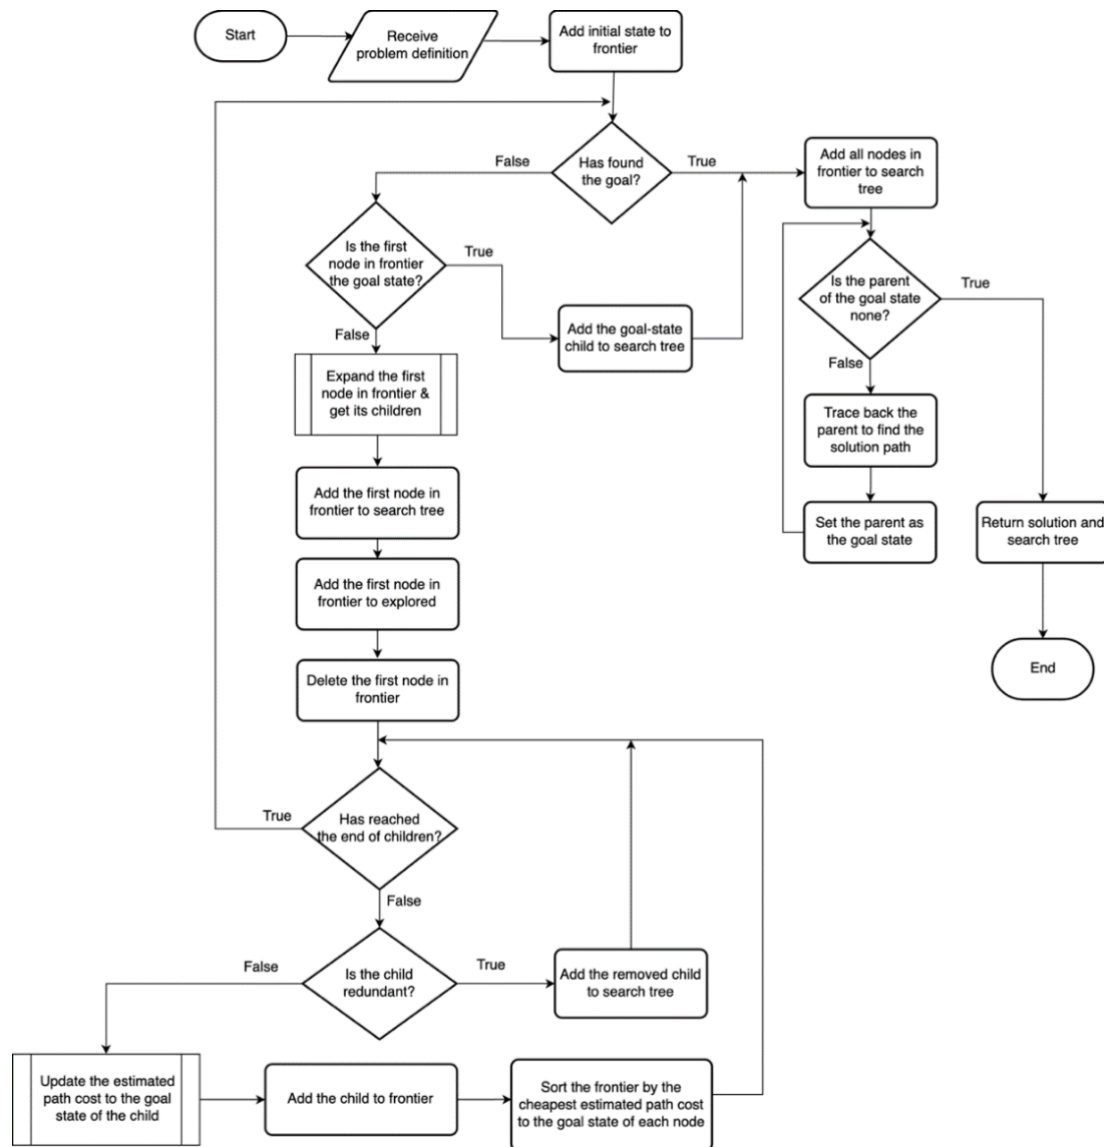 Start
Receive
problem definition
Add initial state to
frontier
False
Has found
the goal?
True
Add all nodes in
frontier to search
tree
Is the first
node in frontier
the goal state?
True
Is the parent
of the goal state
none?
True
False
Add the goal-state
child to search tree
False
Expand the first
node in frontier &
get its children
Trace back the
parent to find the
solution path
Add the first node in
frontier to search tree
Set the parent as
the goal state
Return solution and
search tree
Add the first node in
frontier to explored
End
Delete the first node in
frontier
True
Has reached
the end of children?
False
False
Is the child
redundant?
True
Add the removed child
to search tree
Update the estimated
path cost to the goal
state of the child
Add the child to frontier
Sort the frontier by the
cheapest estimated path cost
to the goal state of each node